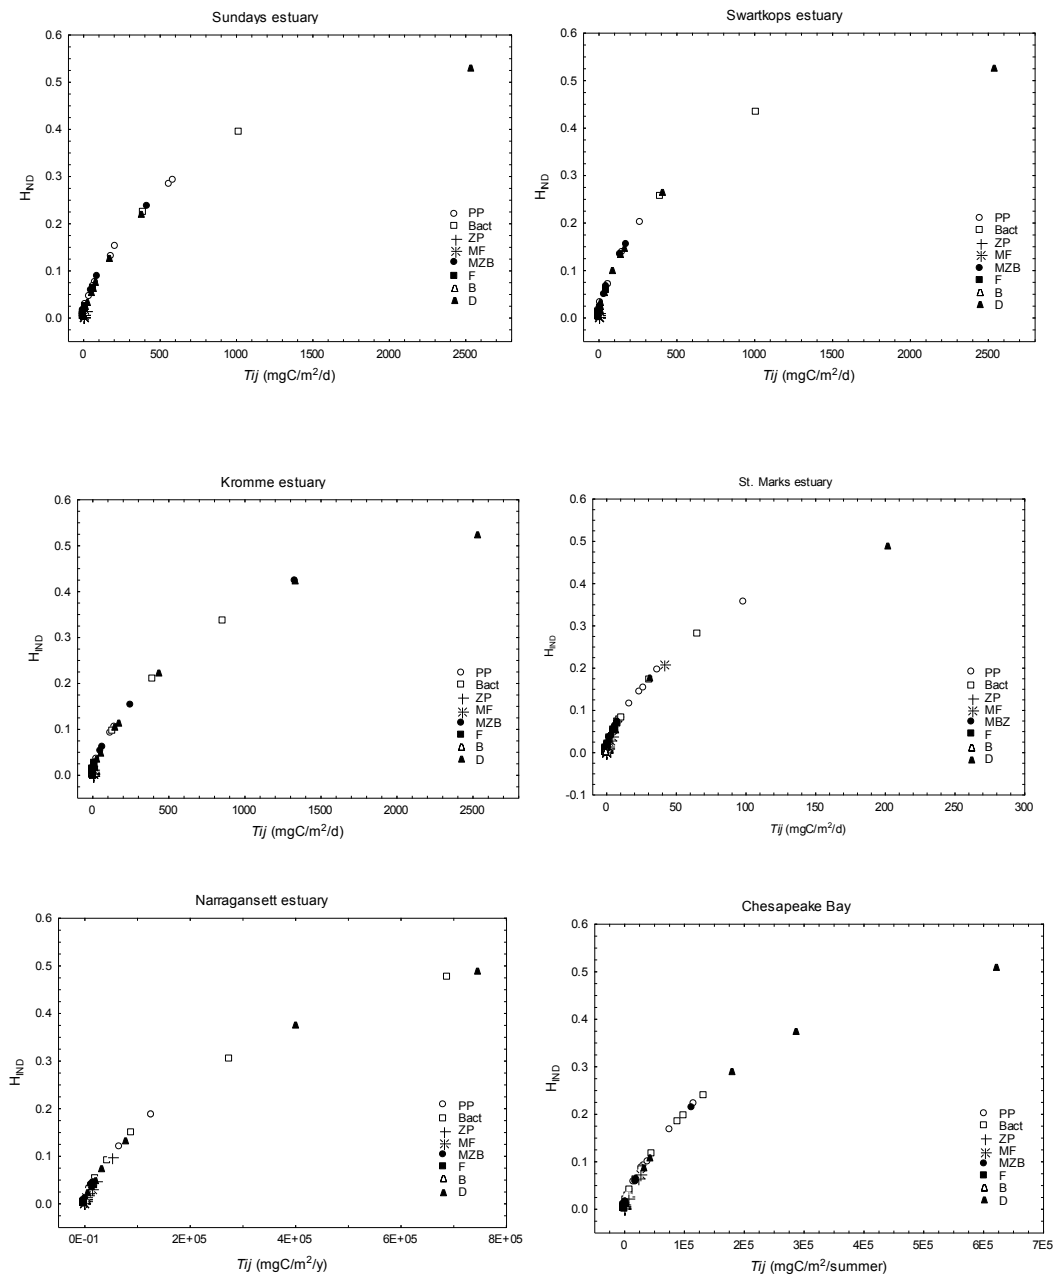 Sundays estuary
0.6
0.5
0.4
0.3
0.2
0.1
0.0
H_IND
0 500 1000 1500 2000 2500
Tij (mgC/m²/d)
PP
Bact
ZP
MF
MZB
F
B
D
Swartkops estuary
0.6
0.5
0.4
0.3
0.2
0.1
0.0
H_IND
0 500 1000 1500 2000 2500
Tij (mgC/m²/d)
PP
Bact
ZP
MF
MZB
F
B
D
Kromme estuary
0.6
0.5
0.4
0.3
0.2
0.1
0.0
H_IND
0 500 1000 1500 2000 2500
Tij (mgC/m²/d)
PP
Bact
ZP
MF
MZB
F
B
D
St. Marks estuary
0.6
0.5
0.4
0.3
0.2
0.1
0.0
-0.1
H_IND
0 50 100 150 200 250 300
Tij (mgC/m²/d)
PP
Bact
ZP
MF
MBZ
F
B
D
Narragansett estuary
0.6
0.5
0.4
0.3
0.2
0.1
0.0
H_IND
0E-01 2E+05 4E+05 6E+05 8E+05
Tij (mgC/m²/y)
PP
Bact
ZP
MF
MZB
F
B
D
Chesapeake Bay
0.6
0.5
0.4
0.3
0.2
0.1
0.0
H_IND
0 1E5 2E5 3E5 4E5 5E5 6E5 7E5
Tij (mgC/m²/summer)
PP
Bact
ZP
MF
MZB
F
B
D